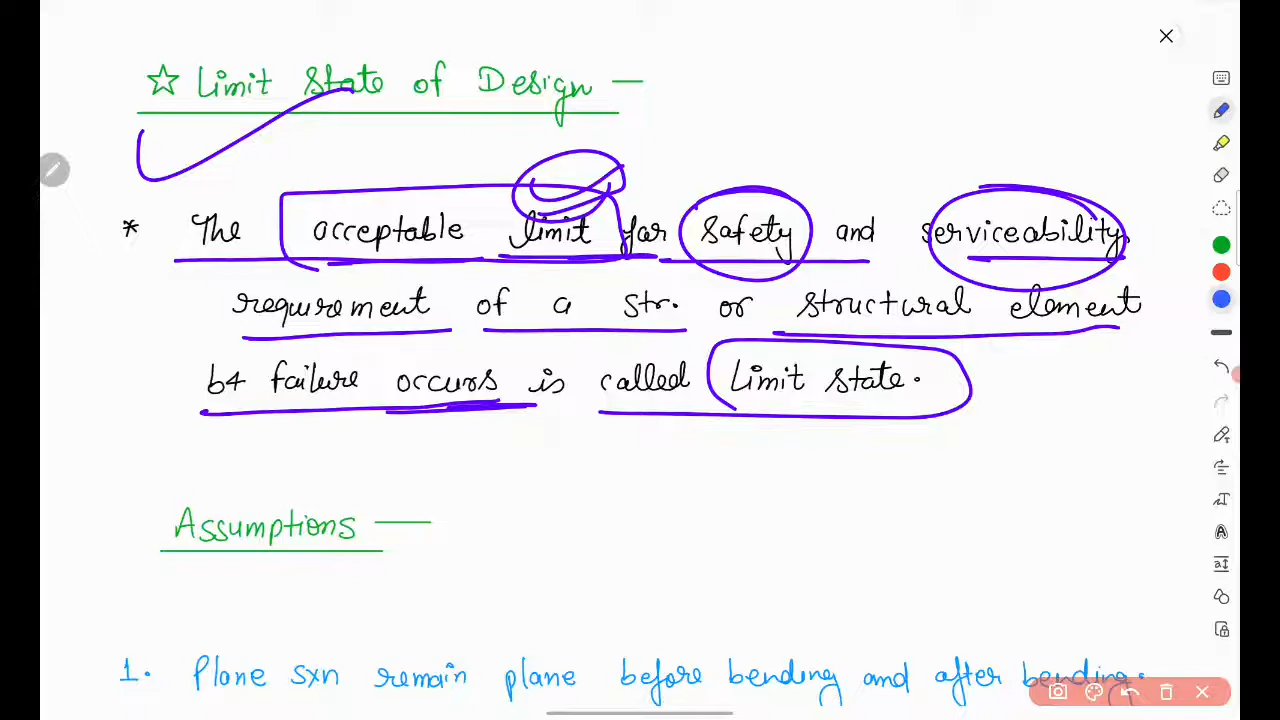 ☆ Limit State of Design —
* The acceptable limit for safety and serviceability
requirement of a str. or structural element
b4 failure occurs is called Limit state.
Assumptions —
1. Plane sxn remain plane before bending and after bending.